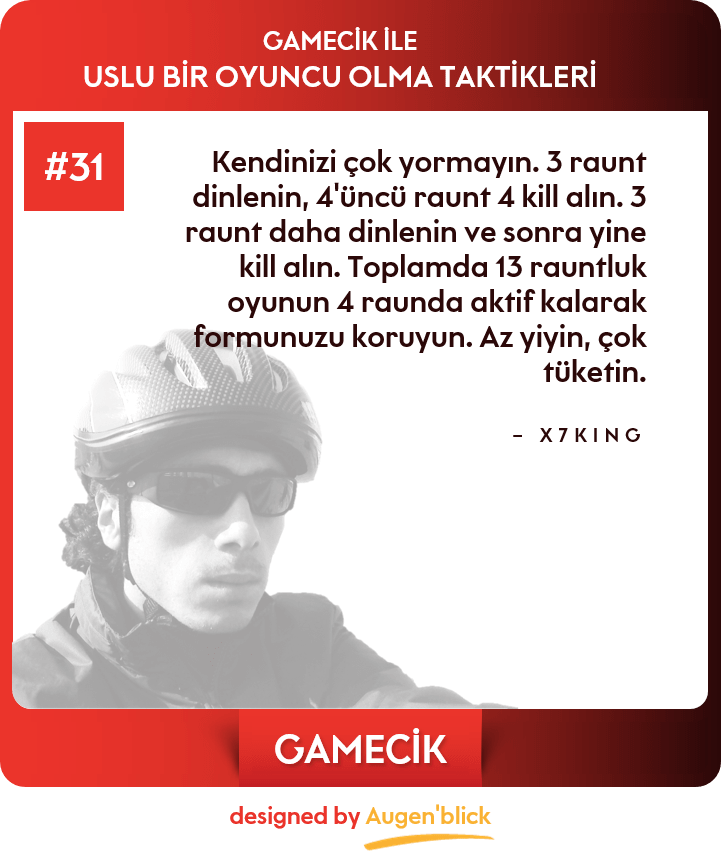 GAMECİK İLE
USLU BİR OYUNCU OLMA TAKTİKLERİ
#31
Kendinizi çok yormayın. 3 raunt
dinlenin, 4'üncü raunt 4 kill alın. 3
raunt daha dinlenin ve sonra yine
kill alın. Toplamda 13 rauntluk
oyunun 4 raunda aktif kalarak
formunuzu koruyun. Az yiyin, çok
tüketin.
– X7KING
GAMECİK
designed by Augen'blick